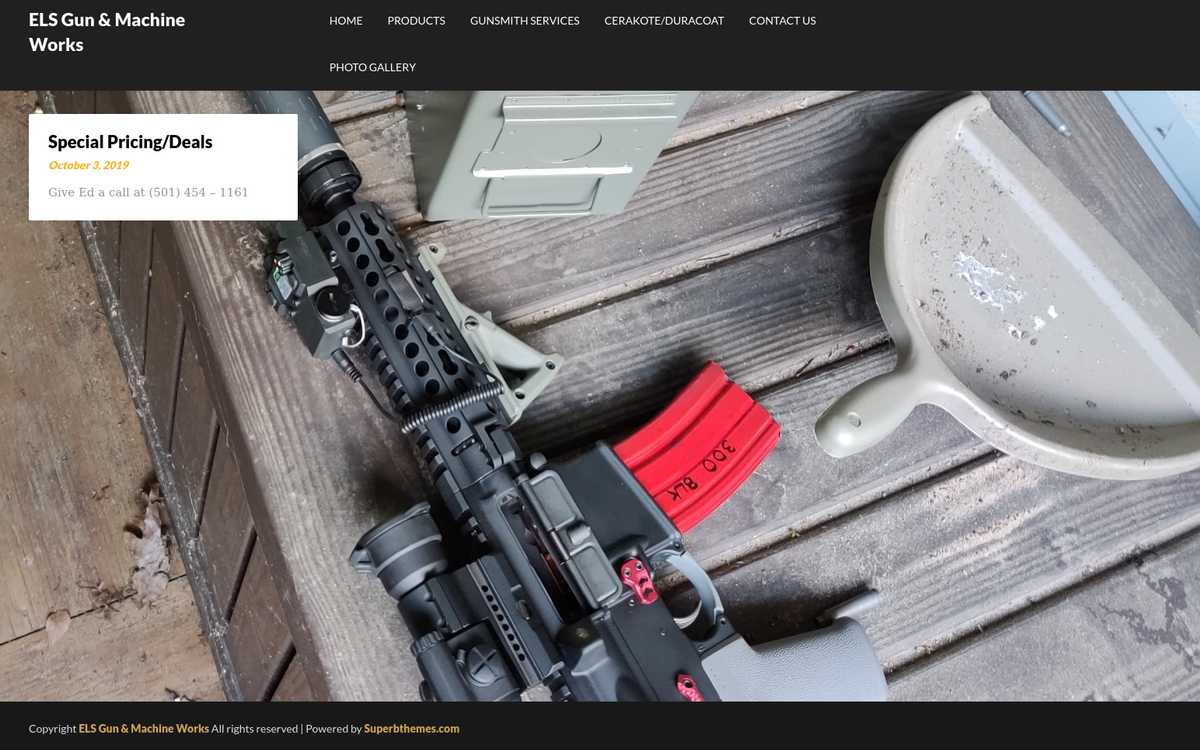 ELS Gun & Machine
Works
HOME PRODUCTS GUNSMITH SERVICES CERAKOTE/DURACOAT CONTACT US
PHOTO GALLERY
Special Pricing/Deals
October 3, 2019
Give Ed a call at (501) 454 – 1161
300 BLK
Copyright ELS Gun & Machine Works All rights reserved | Powered by Superbthemes.com